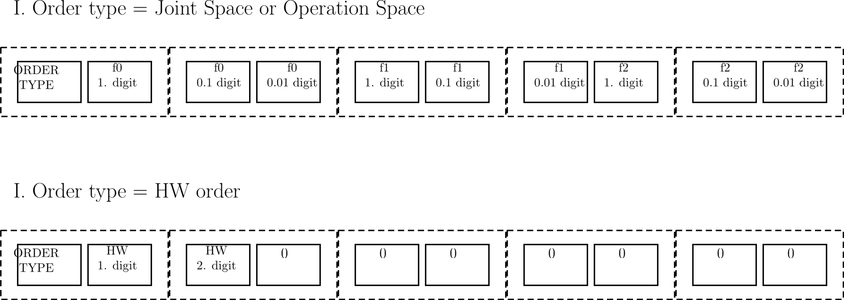 I. Order type = Joint Space or Operation Space
ORDER TYPE
f0 1. digit
f0 0.1 digit
f0 0.01 digit
f1 1. digit
f1 0.1 digit
f1 0.01 digit
f2 1. digit
f2 0.1 digit
f2 0.01 digit
I. Order type = HW order
ORDER TYPE
HW 1. digit
HW 2. digit
0
0
0
0
0
0
0